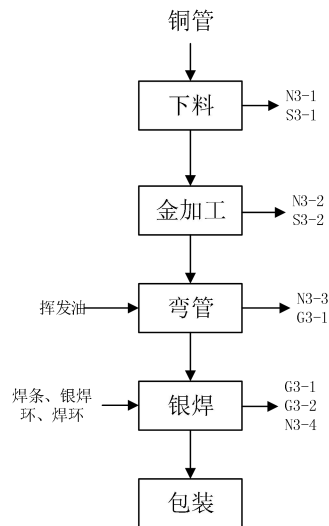 铜管
下料
N3-1
S3-1
金加工
N3-2
S3-2
挥发油
弯管
N3-3
G3-1
焊条、银焊
环、焊环
银焊
G3-1
G3-2
N3-4
包装